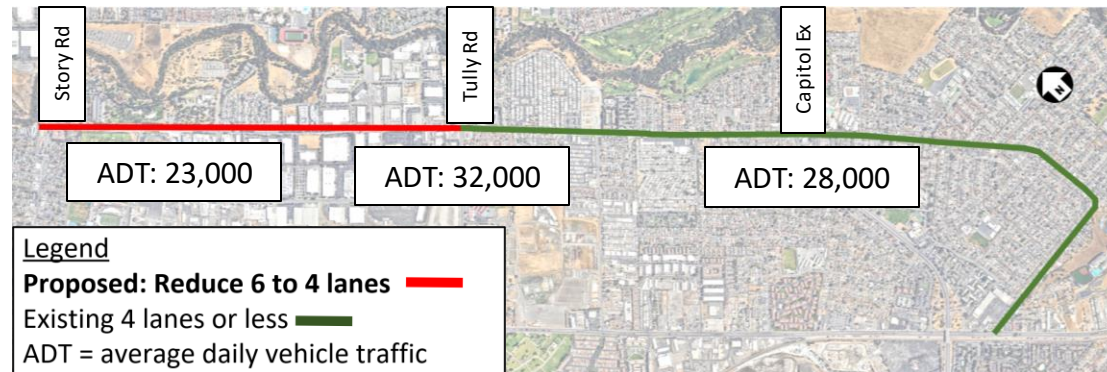 Story Rd
Tully Rd
Capitol Ex
N
ADT: 23,000
ADT: 32,000
ADT: 28,000
Legend
Proposed: Reduce 6 to 4 lanes
Existing 4 lanes or less
ADT = average daily vehicle traffic